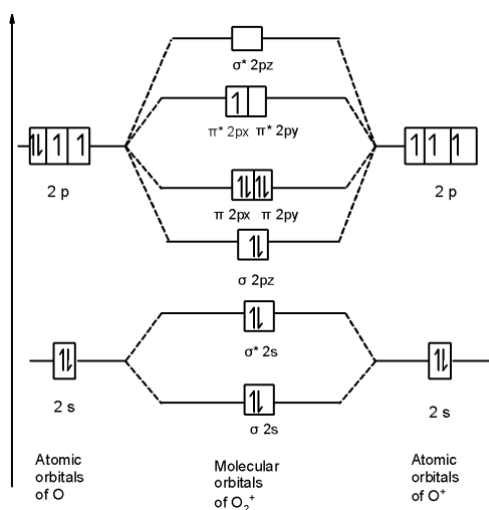 σ* 2pz
π* 2px π* 2py
2 p
2 p
π 2px π 2py
σ 2pz
σ* 2s
2 s
2 s
σ 2s
Atomic
orbitals
of O
Molecular
orbitals
of O₂⁺
Atomic
orbitals
of O⁺